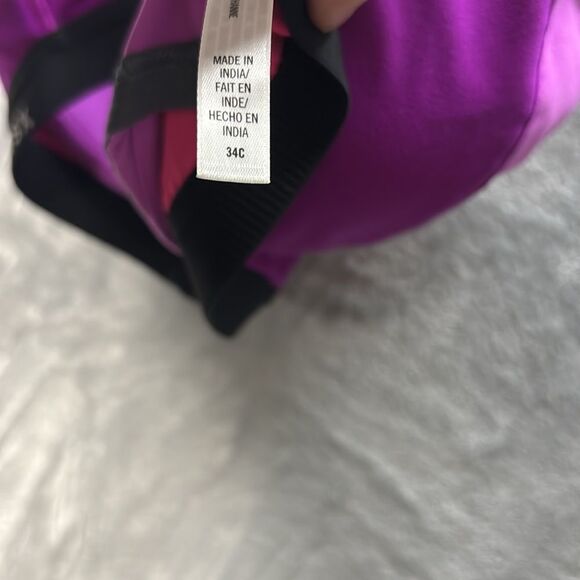 MADE IN
INDIA/
FAIT EN
INDE/
HECHO EN
INDIA
34C